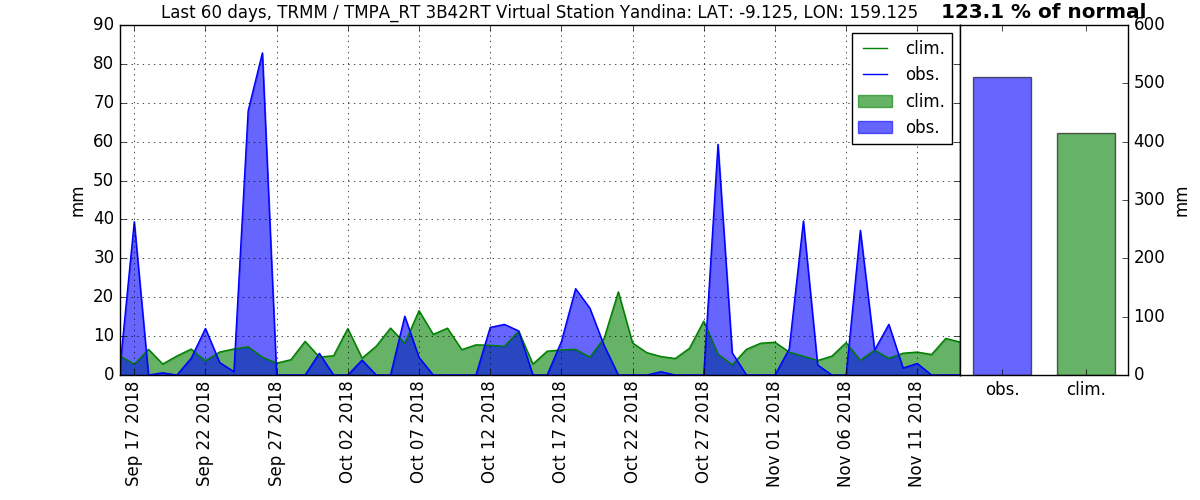 Last 60 days, TRMM / TMPA_RT 3B42RT Virtual Station Yandina: LAT: -9.125, LON: 159.125
123.1 % of normal
90
80
70
60
50
40
30
20
10
0
mm
clim.
obs.
clim.
obs.
600
500
400
300
200
100
0
mm
obs.
clim.
Sep 17 2018
Sep 22 2018
Sep 27 2018
Oct 02 2018
Oct 07 2018
Oct 12 2018
Oct 17 2018
Oct 22 2018
Oct 27 2018
Nov 01 2018
Nov 06 2018
Nov 11 2018